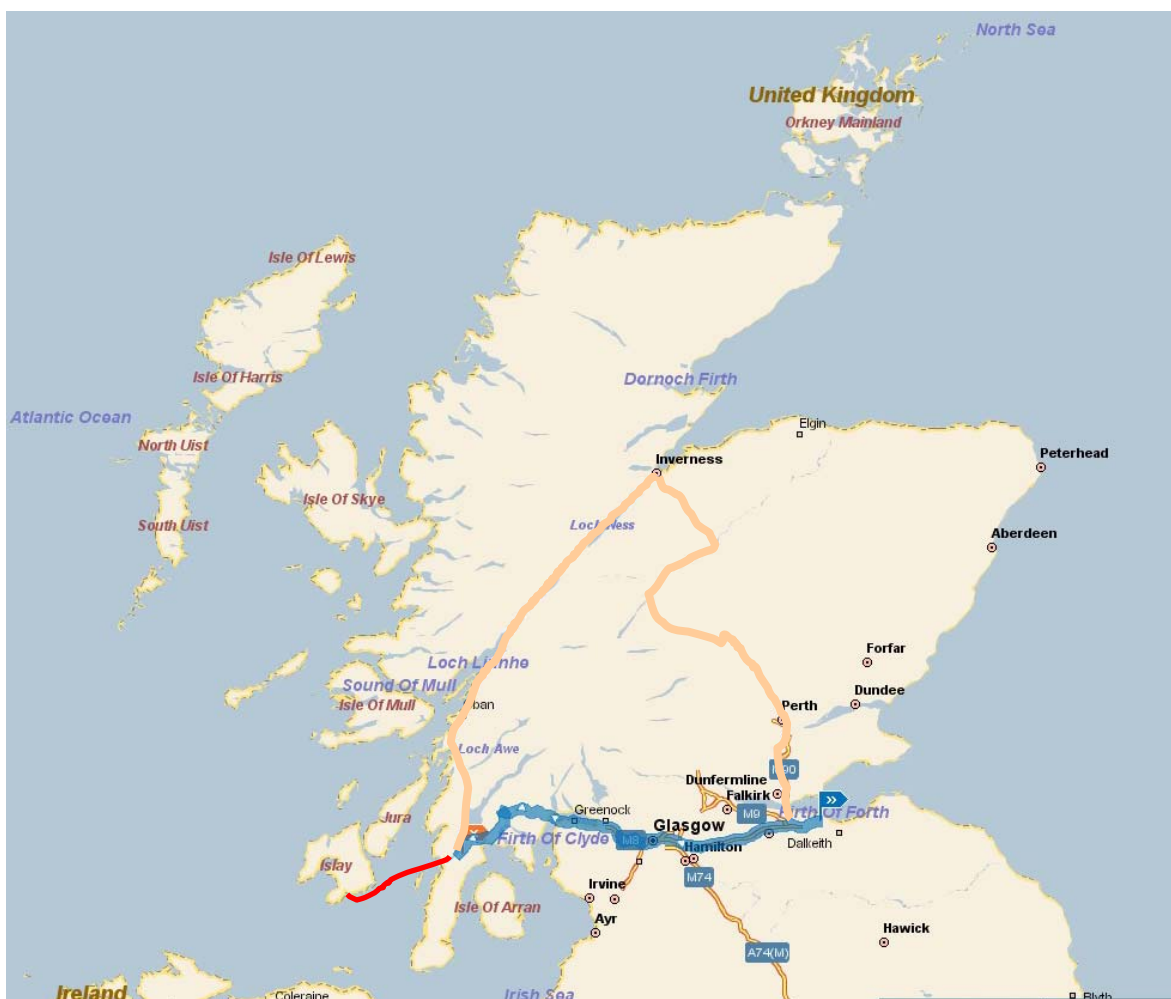 North Sea
United Kingdom
Orkney Mainland
Isle Of Lewis
Isle Of Harris
Dornoch Firth
Atlantic Ocean
North Uist
Elgin
Inverness
Peterhead
Isle Of Skye
South Uist
Loch Ness
Aberdeen
Forfar
Loch Linnhe
Sound Of Mull
Dundee
Isle Of Mull
Oban
Perth
Loch Awe
M90
Dunfermline
Falkirk
Greenock
M9
Firth Of Forth
Jura
Glasgow
Firth Of Clyde
M8
Dalkeith
Hamilton
Islay
M74
Irvine
Isle Of Arran
Ayr
Hawick
A74(M)
Ireland
Coleraine
Irish Sea
Blyth